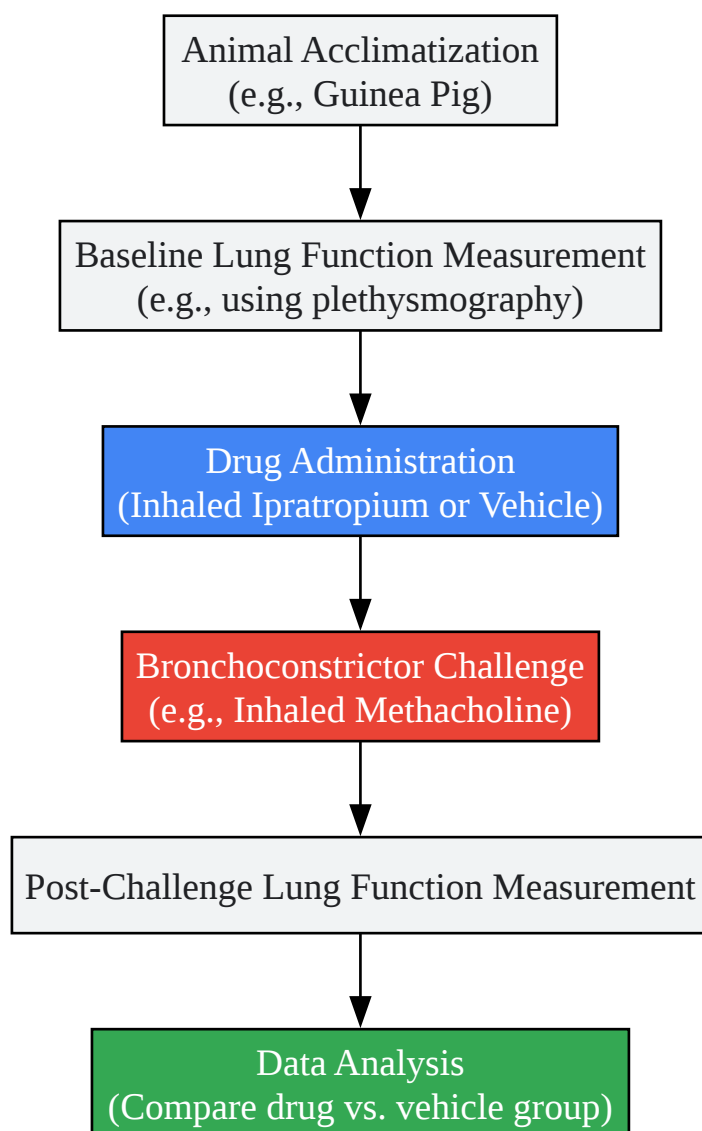 Animal Acclimatization
(e.g., Guinea Pig)
Baseline Lung Function Measurement
(e.g., using plethysmography)
Drug Administration
(Inhaled Ipratropium or Vehicle)
Bronchoconstrictor Challenge
(e.g., Inhaled Methacholine)
Post-Challenge Lung Function Measurement
Data Analysis
(Compare drug vs. vehicle group)